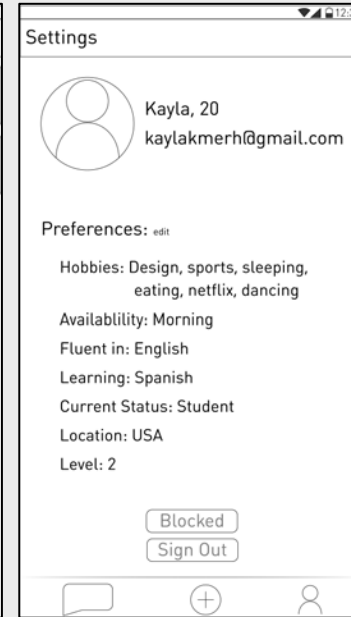 Settings
Kayla, 20
kaylakmerh@gmail.com
Preferences: edit
Hobbies: Design, sports, sleeping,
eating, netflix, dancing
Availablility: Morning
Fluent in: English
Learning: Spanish
Current Status: Student
Location: USA
Level: 2
Blocked
Sign Out